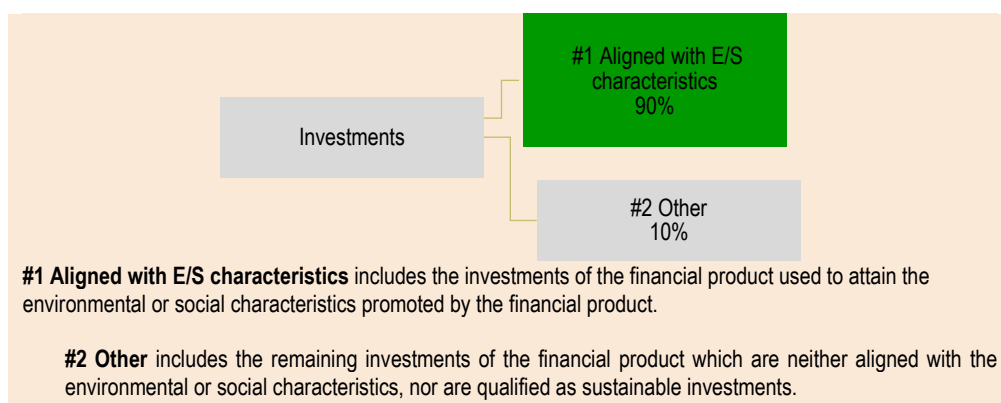 #1 Aligned with E/S
characteristics
90%
Investments
#2 Other
10%
#1 Aligned with E/S characteristics includes the investments of the financial product used to attain the
environmental or social characteristics promoted by the financial product.
#2 Other includes the remaining investments of the financial product which are neither aligned with the
environmental or social characteristics, nor are qualified as sustainable investments.